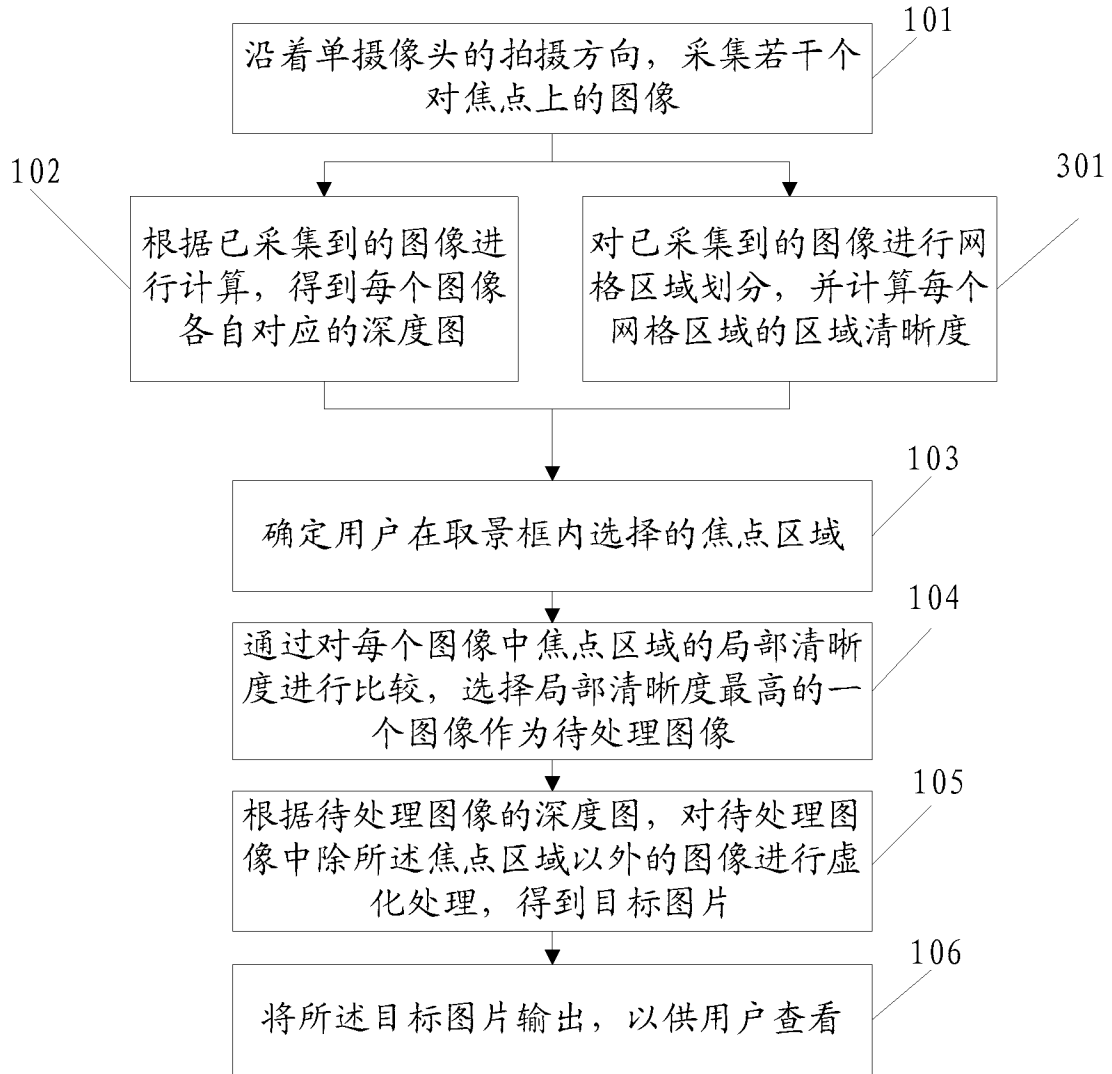 101
沿着单摄像头的拍摄方向，采集若干个
对焦点上的图像
102
根据已采集到的图像进
行计算，得到每个图像
各自对应的深度图
301
对已采集到的图像进行网
格区域划分，并计算每个
网格区域的区域清晰度
103
确定用户在取景框内选择的焦点区域
104
通过对每个图像中焦点区域的局部清晰
度进行比较，选择局部清晰度最高的一
个图像作为待处理图像
105
根据待处理图像的深度图，对待处理图
像中除所述焦点区域以外的图像进行虚
化处理，得到目标图片
106
将所述目标图片输出，以供用户查看